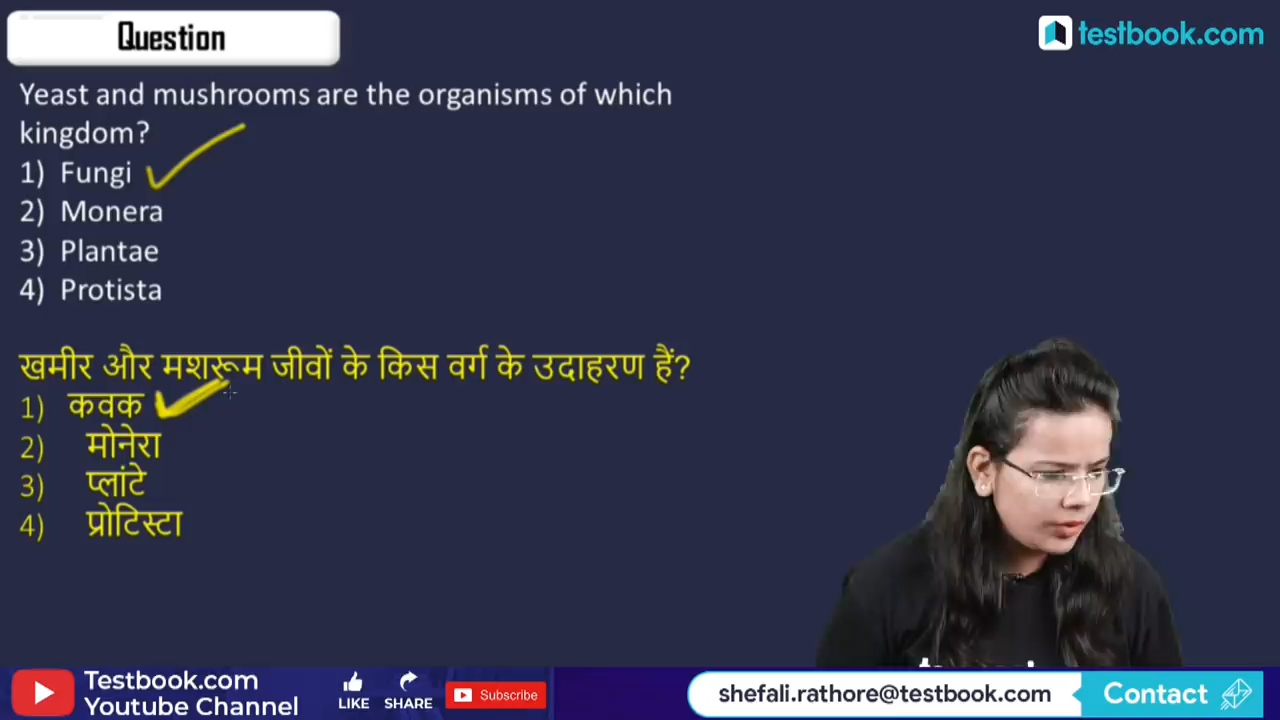 Question
testbook.com
Yeast and mushrooms are the organisms of which
kingdom?
1) Fungi
2) Monera
3) Plantae
4) Protista
खमीर और मशरूम जीवों के किस वर्ग के उदाहरण हैं?
1) कवक
2) मोनेरा
3) प्लांटे
4) प्रोटिस्टा
Testbook.com
YouTube Channel
LIKE
SHARE
Subscribe
shefali.rathore@testbook.com
Contact